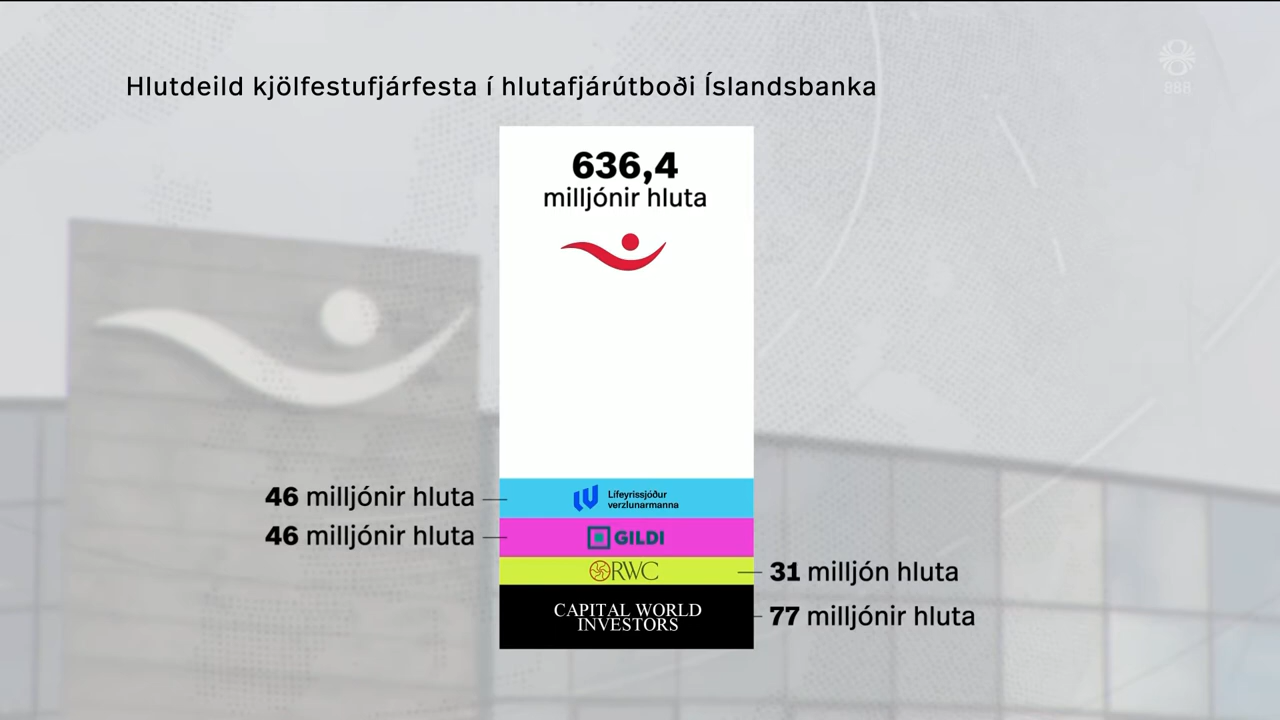 Hlutdeild kjölfestufjárfesta í hlutafjárútboði Íslandsbanka
888
636,4
milljónir hluta
46 milljónir hluta
Lífeyrissjóður
verzlunarmanna
46 milljónir hluta
GILDI
RWC
31 milljón hluta
CAPITAL WORLD
INVESTORS
77 milljónir hluta